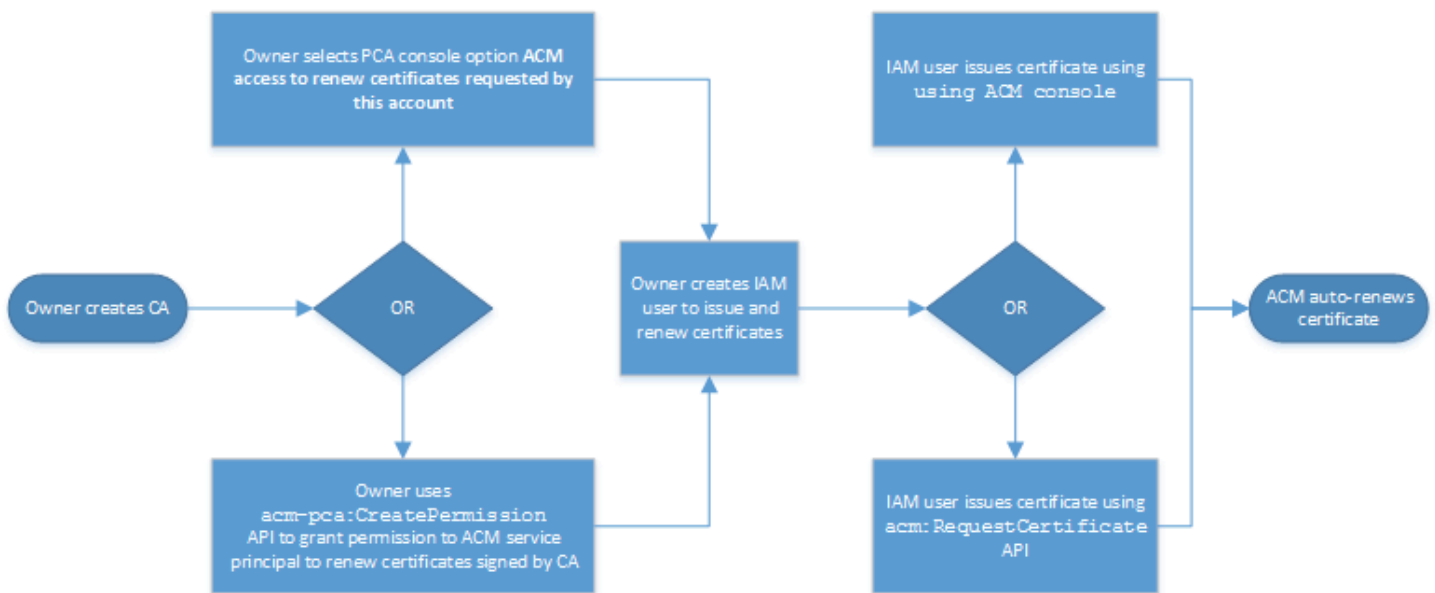 Owner creates CA
OR
Owner selects PCA console option ACM
access to renew certificates requested by
this account
Owner uses
acm-pca:CreatePermission
API to grant permission to ACM service
principal to renew certificates signed by CA
Owner creates IAM
user to issue and
renew certificates
OR
IAM user issues certificate using
using ACM console
IAM user issues certificate using
acm:RequestCertificate
API
ACM auto-renews
certificate